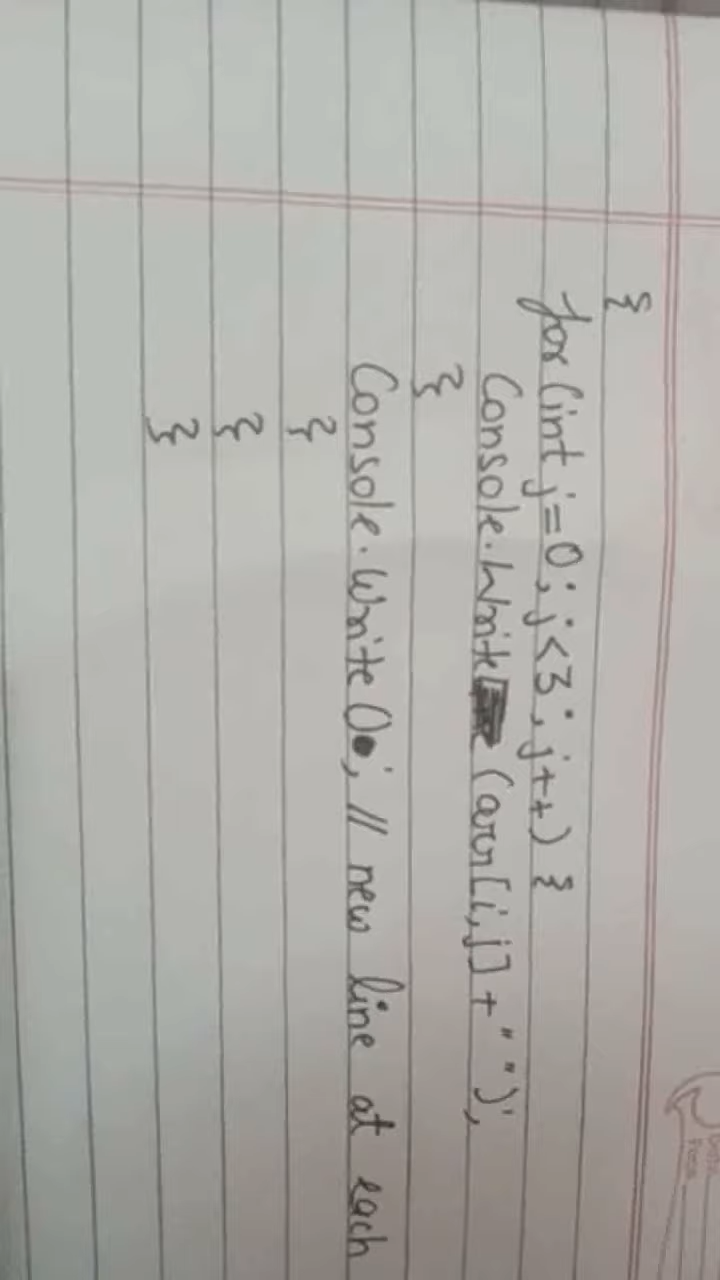 {
for (int j=0; j<3; j++) {
Console.Write (arr[i,j] + " ");
}
Console.Write(); // new line at each
}
}
}